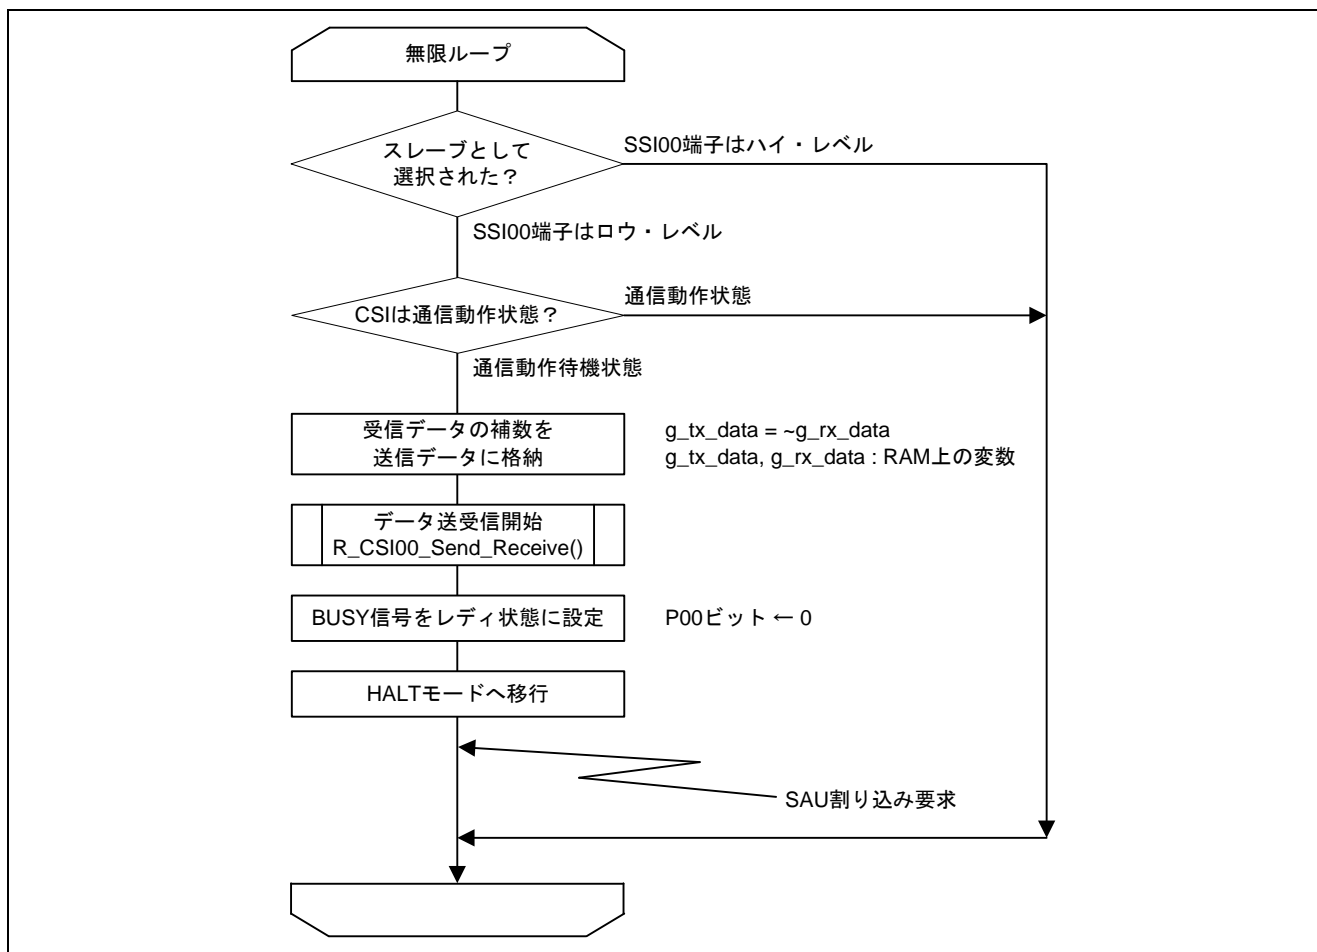 無限ループ
スレーブとして
選択された？
SSI00端子はハイ・レベル
SSI00端子はロウ・レベル
CSIは通信動作状態？
通信動作状態
通信動作待機状態
受信データの補数を
送信データに格納
g_tx_data = ~g_rx_data
g_tx_data, g_rx_data : RAM上の変数
データ送受信開始
R_CSI00_Send_Receive()
BUSY信号をレディ状態に設定
P00ビット ← 0
HALTモードへ移行
SAU割り込み要求